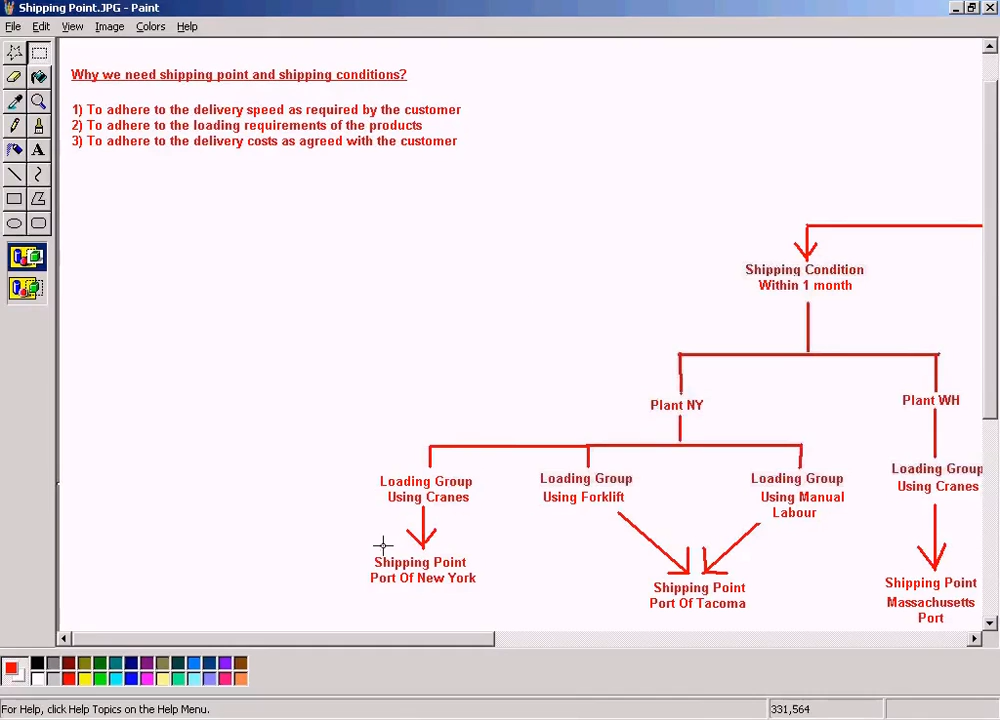 Shipping Point.JPG - Paint
File Edit View Image Colors Help
Why we need shipping point and shipping conditions?
1) To adhere to the delivery speed as required by the customer
2) To adhere to the loading requirements of the products
3) To adhere to the delivery costs as agreed with the customer
Shipping Condition
Within 1 month
Plant NY
Plant WH
Loading Group
Using Cranes
Loading Group
Using Forklift
Loading Group
Using Manual
Labour
Loading Group
Using Cranes
Shipping Point
Port Of New York
Shipping Point
Port Of Tacoma
Shipping Point
Massachusetts
Port
For Help, click Help Topics on the Help Menu.
331,564